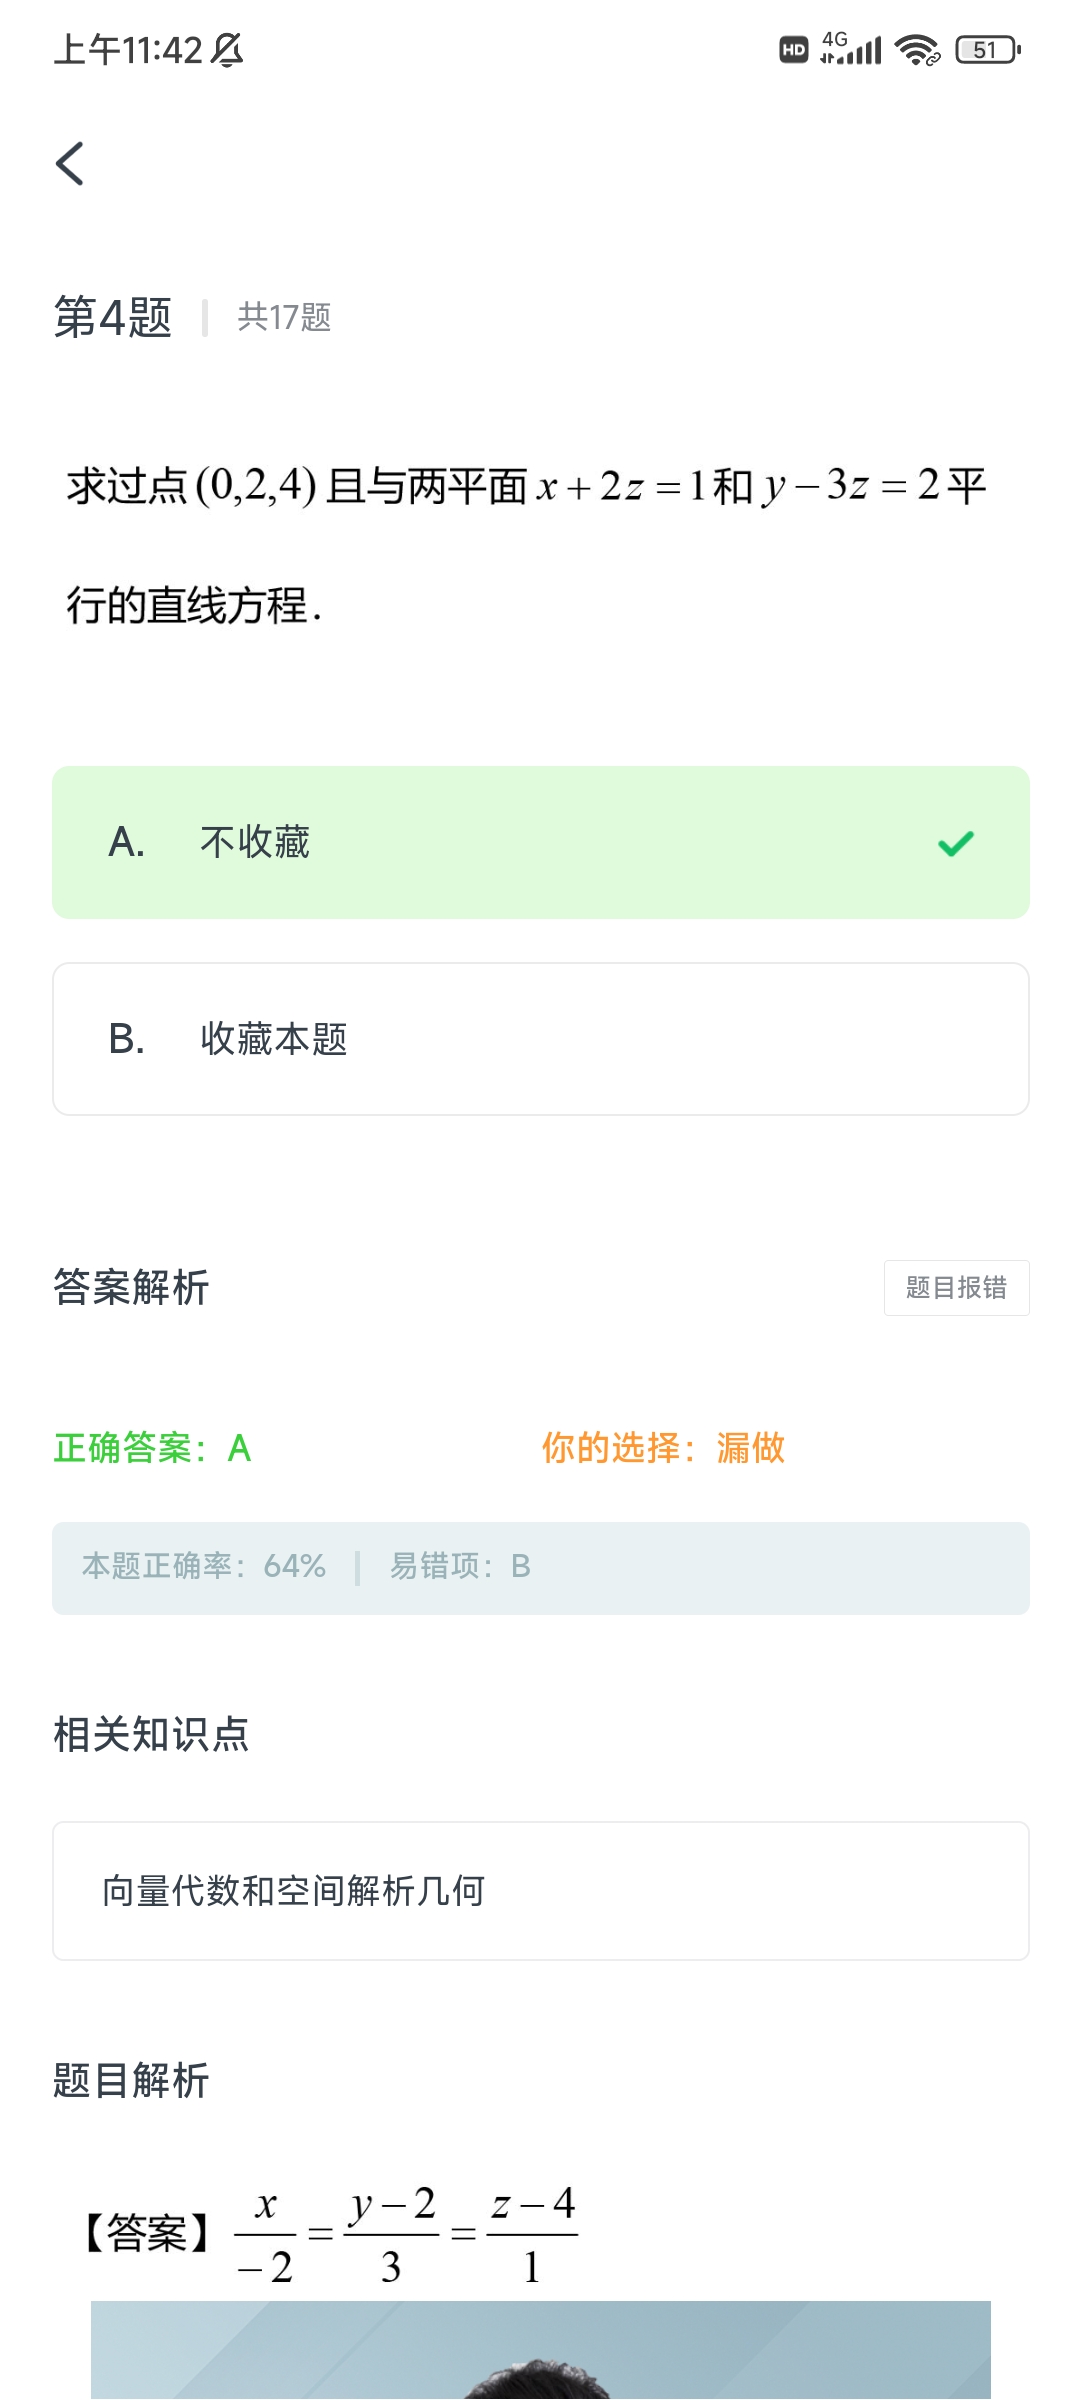 上午11:42 HD 4G 51
第4题 共17题
求过点(0,2,4)且与两平面x+2z=1和y−3z=2平
行的直线方程.
A. 不收藏
B. 收藏本题
答案解析 题目报错
正确答案：A 你的选择：漏做
本题正确率：64% 易错项：B
相关知识点
向量代数和空间解析几何
题目解析
【答案】x/−2=y−2/3=z−4/1